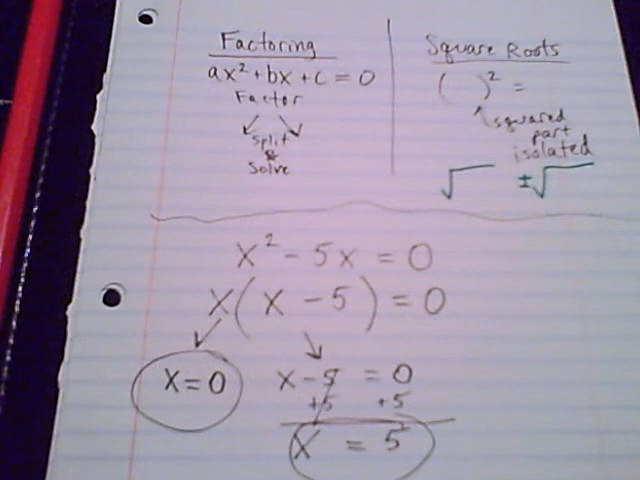 Factoring
ax² + bx + c = 0
Factor
Split
&
Solve
Square Roots
( )² =
squared
part
isolated
√ ±√
x² - 5x = 0
x(x - 5) = 0
x = 0
x - 5 = 0
+5 +5
x = 5